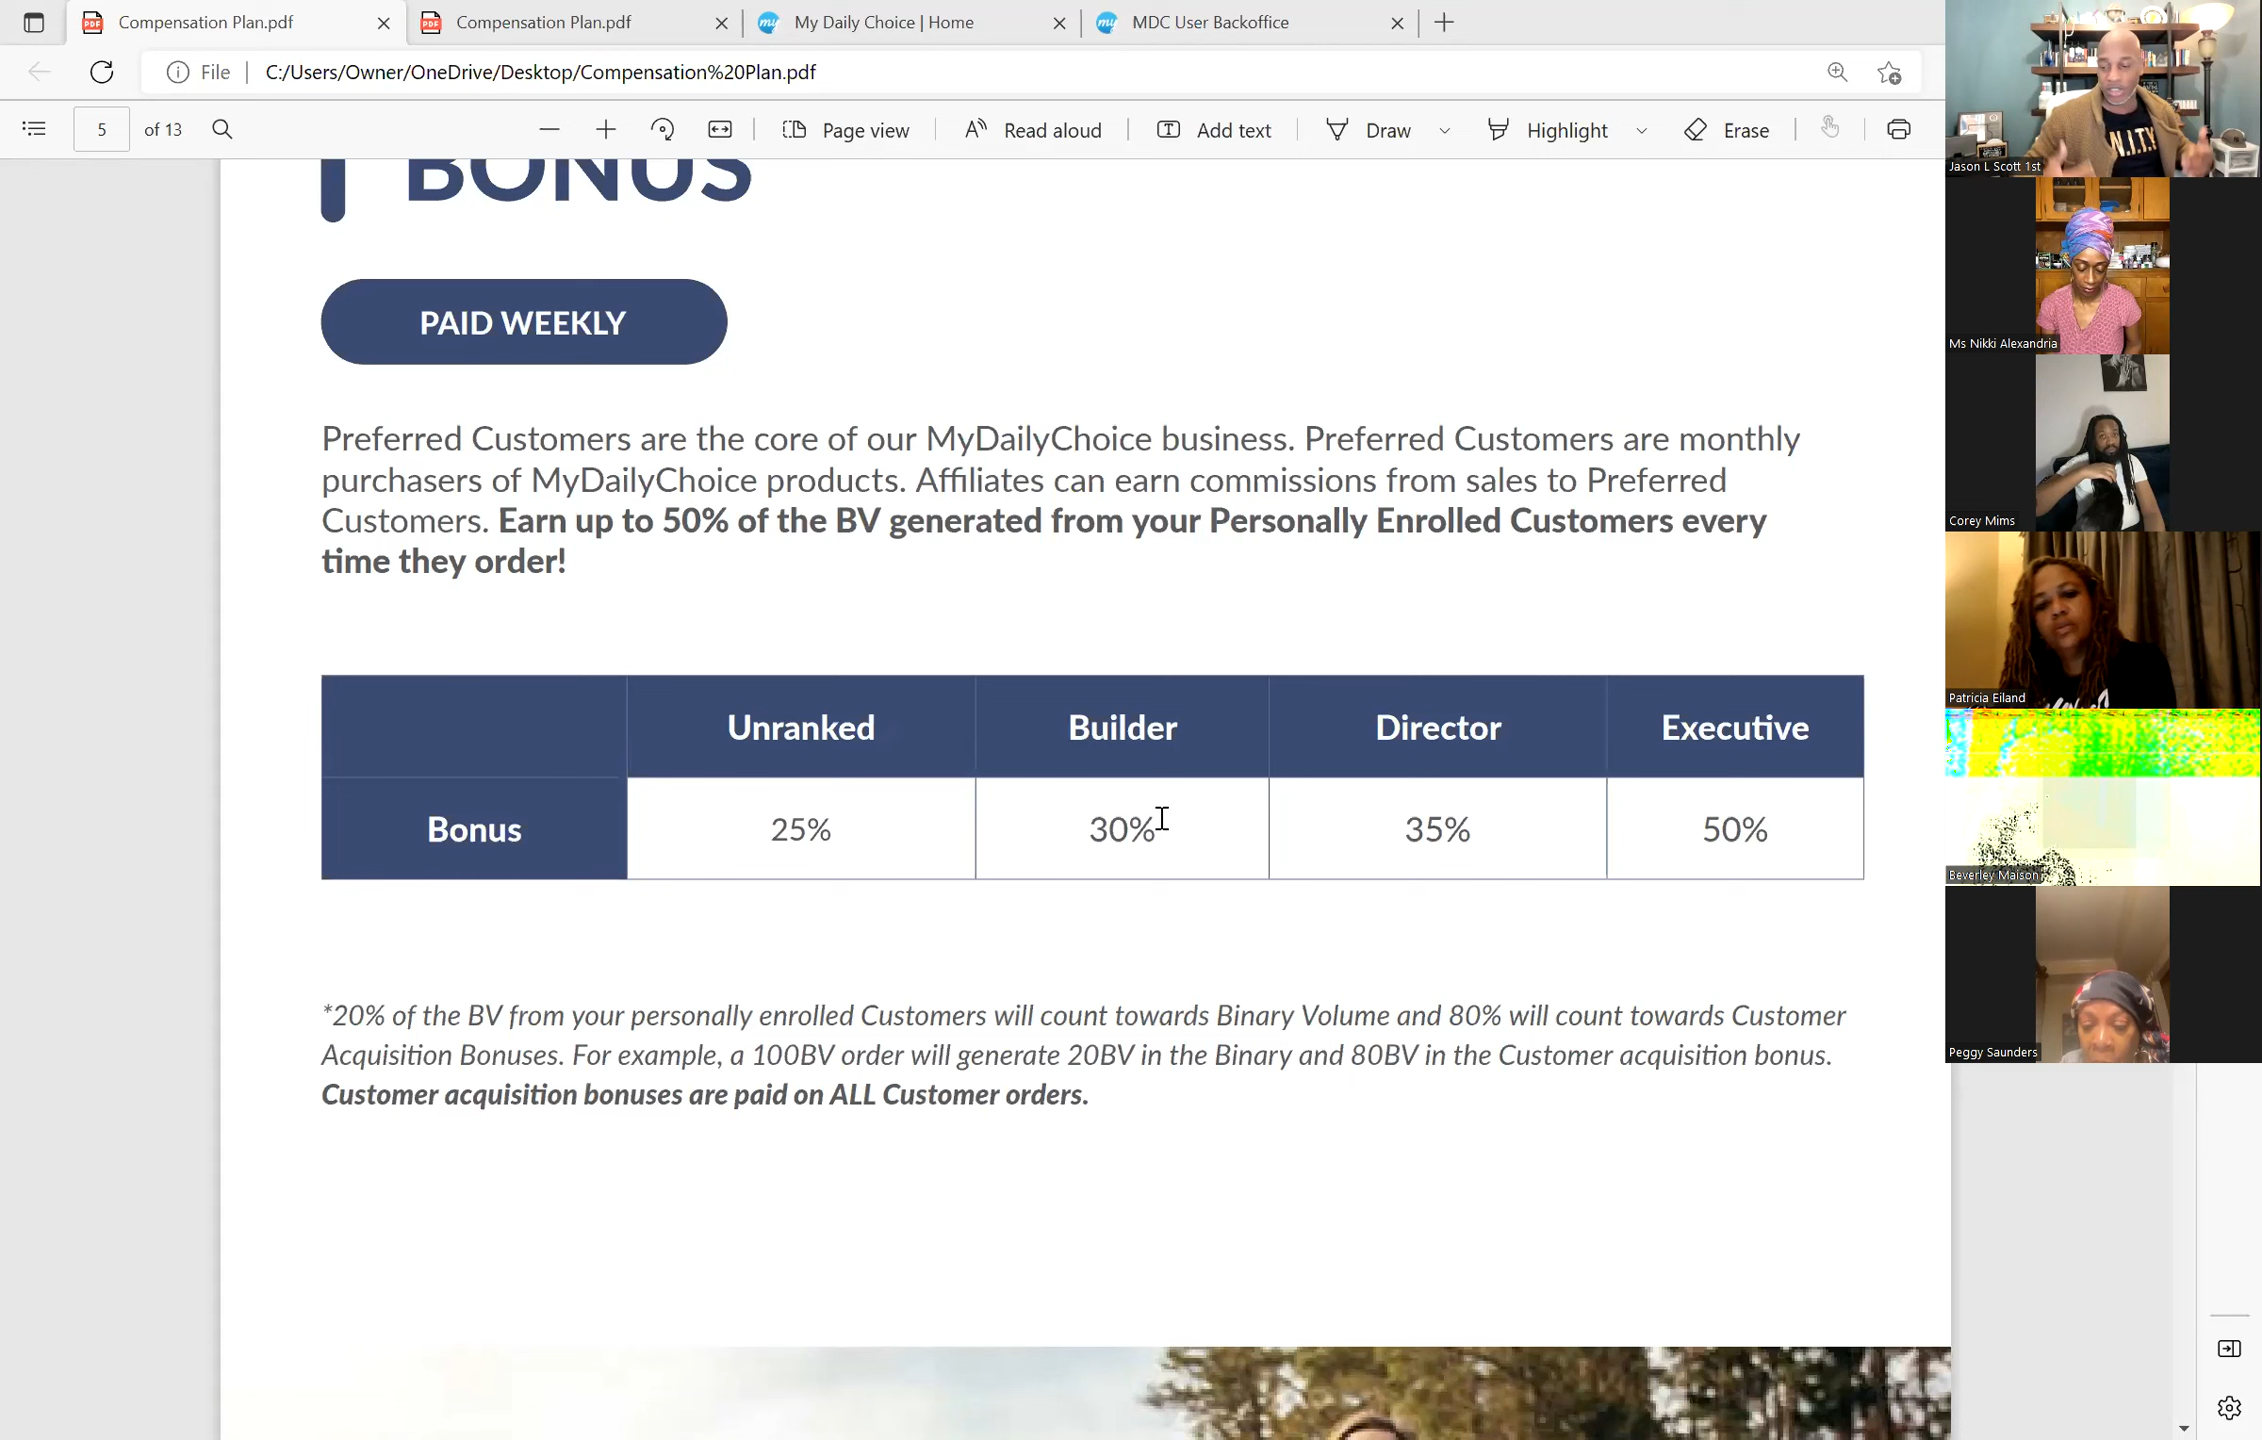 Compensation Plan.pdf
Compensation Plan.pdf
My Daily Choice | Home
MDC User Backoffice
File
C:/Users/Owner/OneDrive/Desktop/Compensation%20Plan.pdf
5 of 13
Page view
Read aloud
Add text
Draw
Highlight
Erase
BONUS
PAID WEEKLY
Preferred Customers are the core of our MyDailyChoice business. Preferred Customers are monthly
purchasers of MyDailyChoice products. Affiliates can earn commissions from sales to Preferred
Customers. Earn up to 50% of the BV generated from your Personally Enrolled Customers every
time they order!
Unranked Builder Director Executive
Bonus 25% 30% 35% 50%
*20% of the BV from your personally enrolled Customers will count towards Binary Volume and 80% will count towards Customer
Acquisition Bonuses. For example, a 100BV order will generate 20BV in the Binary and 80BV in the Customer acquisition bonus.
Customer acquisition bonuses are paid on ALL Customer orders.
N.I.T.Y
Jason L Scott 1st
Ms Nikki Alexandria
Corey Mims
Patricia Eiland
Beverley Maison
Peggy Saunders